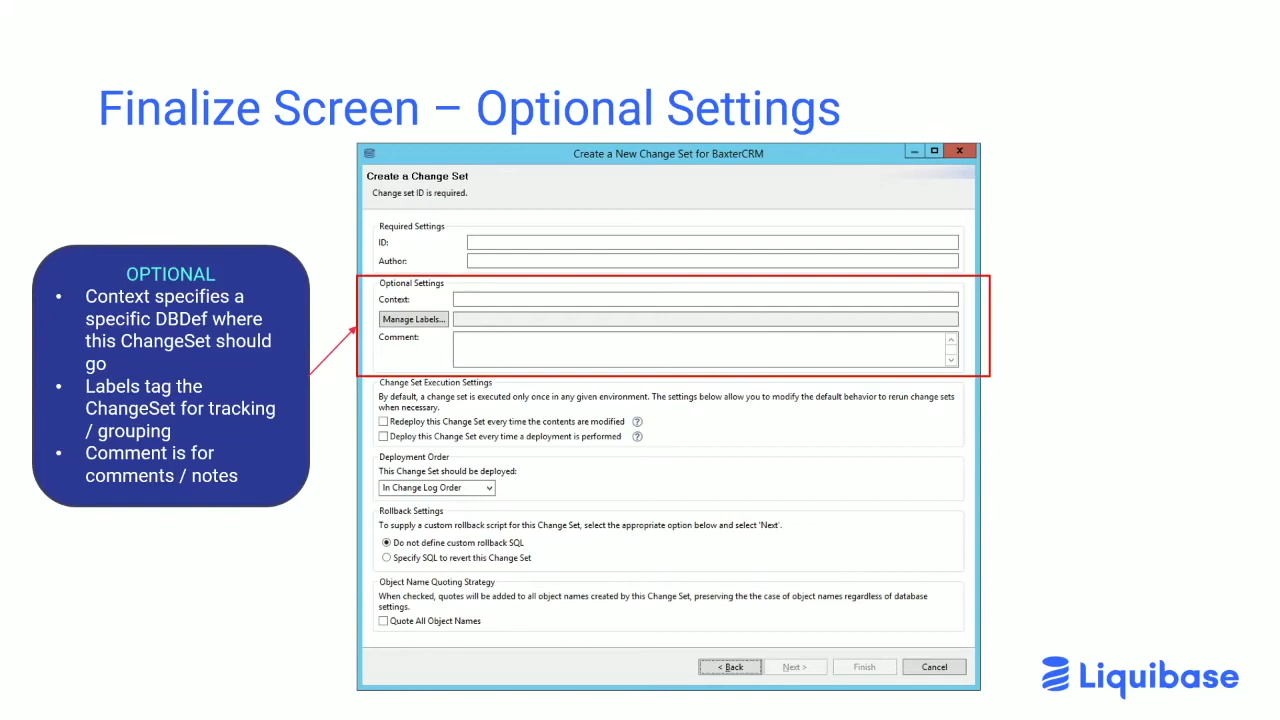 Finalize Screen – Optional Settings
Create a New Change Set for BaxterCRM
Create a Change Set
Change set ID is required.
Required Settings
ID:
Author:
OPTIONAL
• Context specifies a
specific DBDef where
this ChangeSet should
go
• Labels tag the
ChangeSet for tracking
/ grouping
• Comment is for
comments / notes
Optional Settings
Context:
Manage Labels...
Comment:
Change Set Execution Settings
By default, a change set is executed only once in any given environment. The settings below allow you to modify the default behavior to rerun change sets
when necessary.
Redeploy this Change Set every time the contents are modified ?
Deploy this Change Set every time a deployment is performed ?
Deployment Order
This Change Set should be deployed:
In Change Log Order
Rollback Settings
To supply a custom rollback script for this Change Set, select the appropriate option below and select 'Next'.
Do not define custom rollback SQL
Specify SQL to revert this Change Set
Object Name Quoting Strategy
When checked, quotes will be added to all object names created by this Change Set, preserving the the case of object names regardless of database
settings.
Quote All Object Names
< Back
Next >
Finish
Cancel
Liquibase